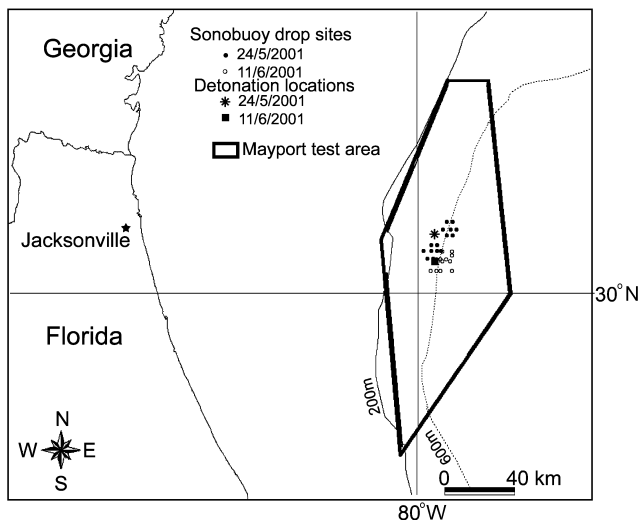 Georgia
Sonobuoy drop sites
24/5/2001
11/6/2001
Detonation locations
24/5/2001
11/6/2001
Mayport test area
Jacksonville
30°N
Florida
200m
600m
N
W E
S
0 40 km
80°W